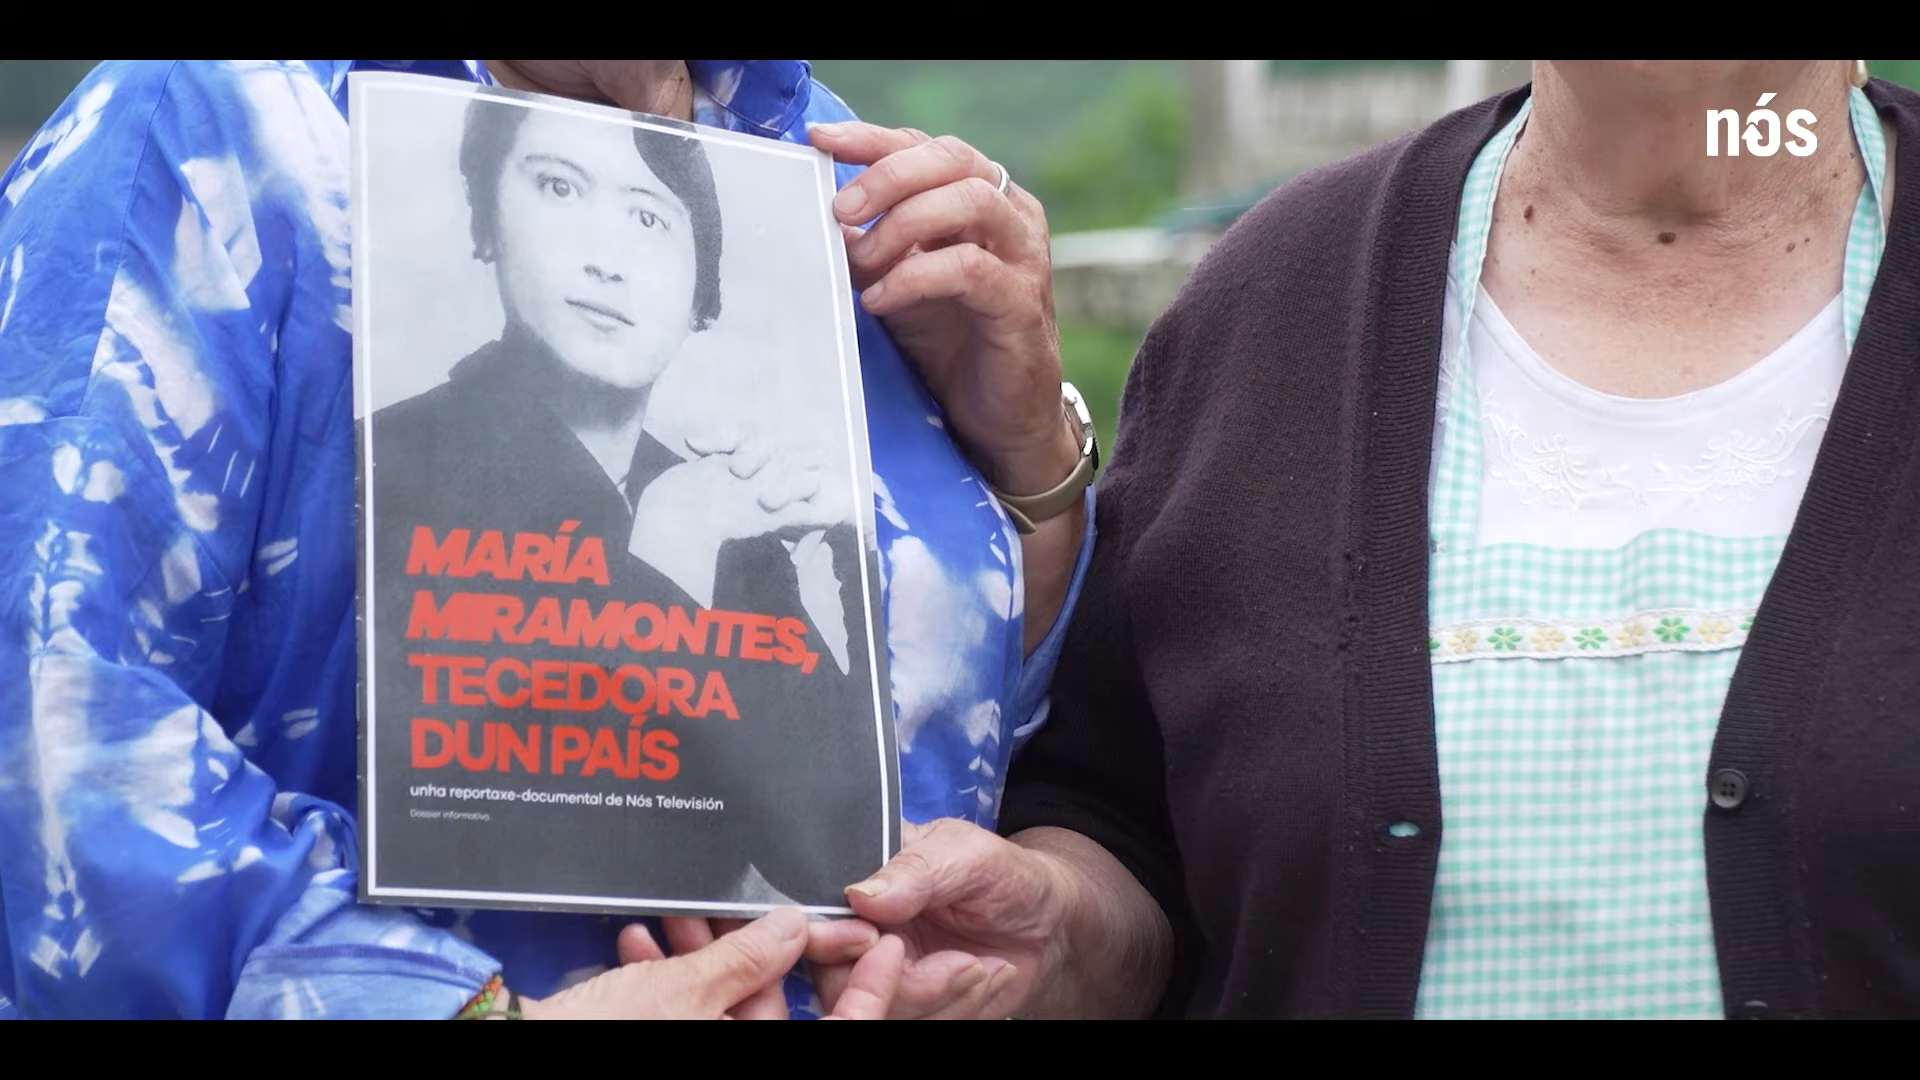 nós
MARÍA
MIRAMONTES,
TECEDORA
DUN PAÍS
unha reportaxe-documental de Nós Televisión
Dossier informativo